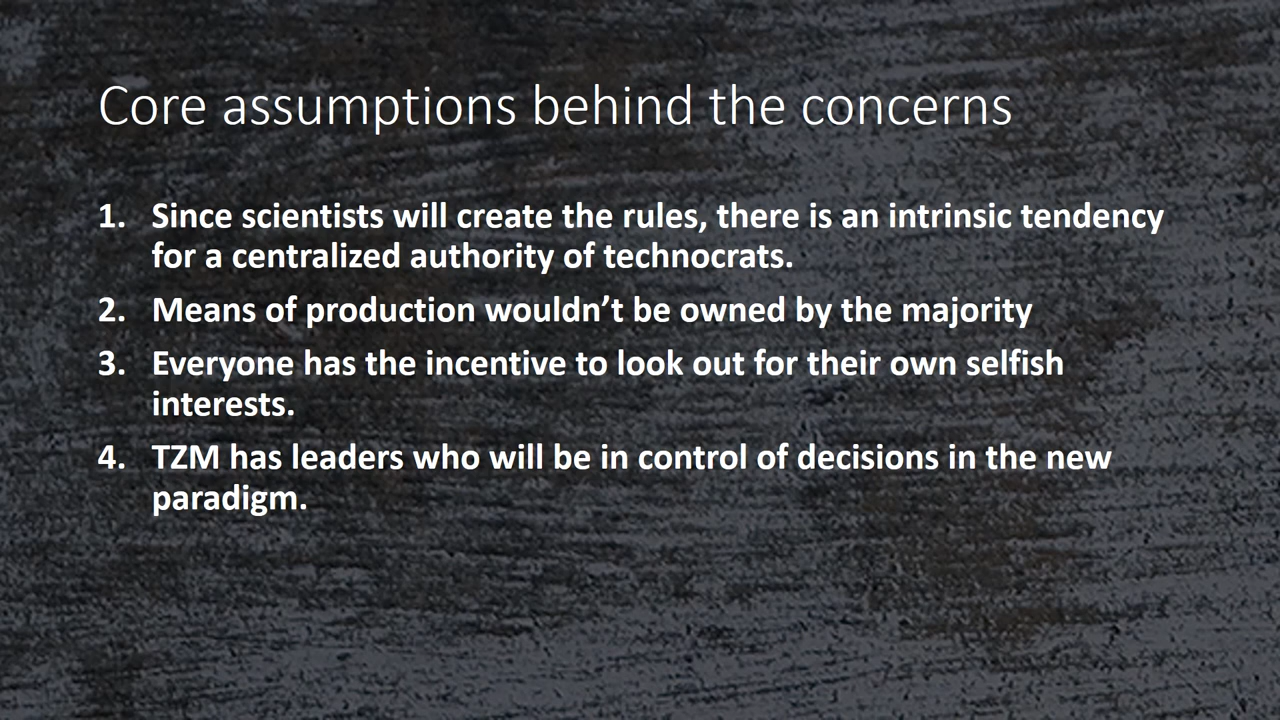 Core assumptions behind the concerns
1. Since scientists will create the rules, there is an intrinsic tendency
for a centralized authority of technocrats.
2. Means of production wouldn’t be owned by the majority
3. Everyone has the incentive to look out for their own selfish
interests.
4. TZM has leaders who will be in control of decisions in the new
paradigm.